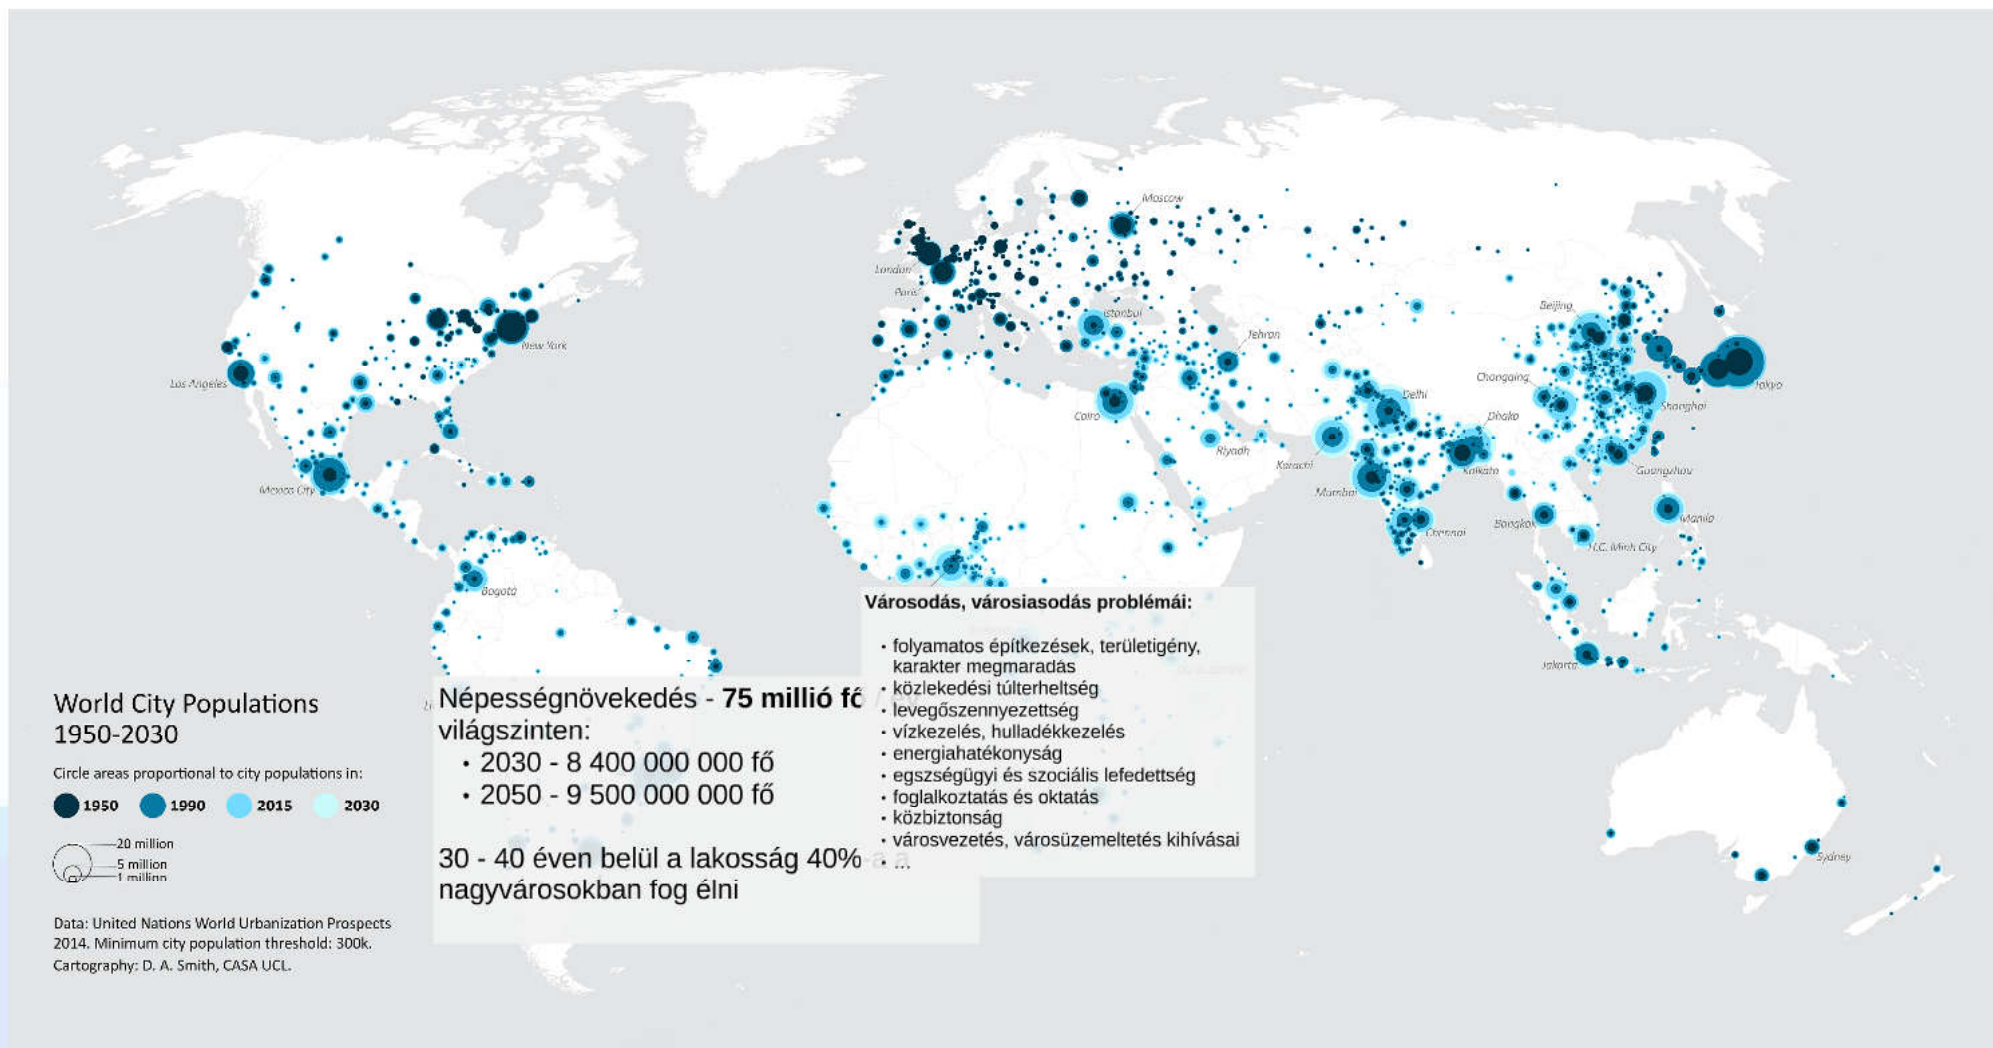 Moscow
London
Paris
Istanbul
Beijing
Tehran
New York
Los Angeles
Chongqing
Tokyo
Delhi
Shanghai
Cairo
Dhaka
Riyadh
Karachi
Kolkata
Guangzhou
Mexico City
Mumbai
Manila
Bangkok
Chennai
H.C. Minh City
Bogotá
Jakarta
Sydney
Városodás, városiasodás problémái:
• folyamatos építkezések, területigény,
karakter megmaradás
• közlekedési túlterheltség
• levegőszennyezettség
• vízkezelés, hulladékkezelés
• energiahatékonyság
• egszségügyi és szociális lefedettség
• foglalkoztatás és oktatás
• közbiztonság
• városvezetés, városüzemeltetés kihívásai
• ...
Népességnövekedés - 75 millió fő / év
világszinten:
• 2030 - 8 400 000 000 fő
• 2050 - 9 500 000 000 fő
30 - 40 éven belül a lakosság 40%-a a
nagyvárosokban fog élni
World City Populations
1950-2030
Circle areas proportional to city populations in:
1950 1990 2015 2030
20 million
5 million
1 million
Data: United Nations World Urbanization Prospects
2014. Minimum city population threshold: 300k.
Cartography: D. A. Smith, CASA UCL.